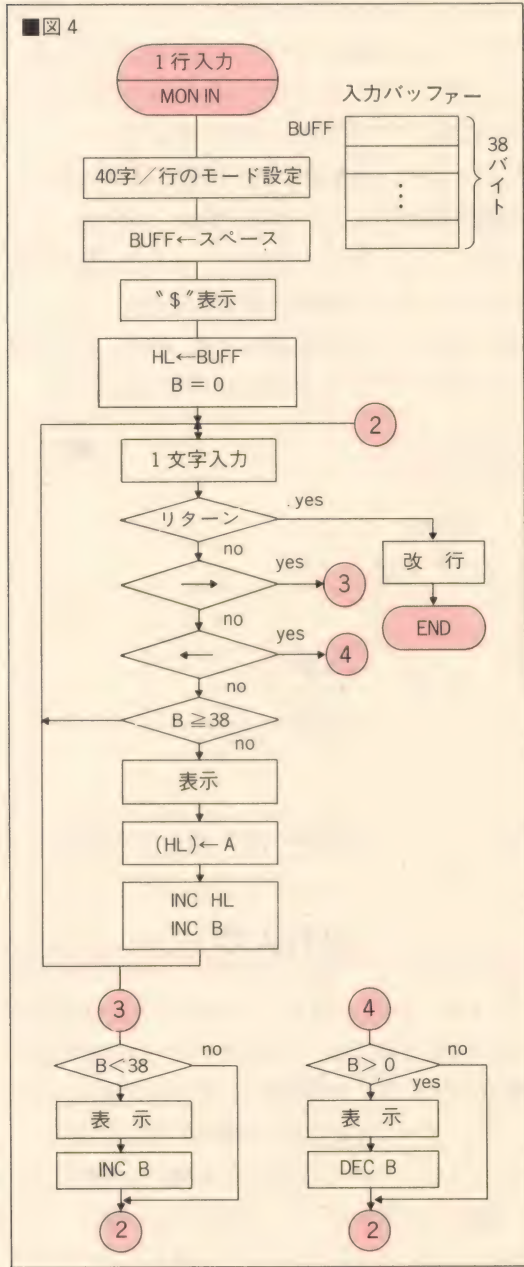 ■図4
1行入力
MON IN
入力バッファー
BUFF
38バイト
⋮
40字／行のモード設定
BUFF←スペース
〝$〞表示
HL←BUFF
B = 0
2
1文字入力
リターン
yes
no
改 行
END
→
yes
3
no
←
yes
4
no
B ≧38
no
表示
(HL)← A
INC HL
INC B
3
B<38
no
表 示
INC B
2
4
B> 0
no
yes
表 示
DEC B
2